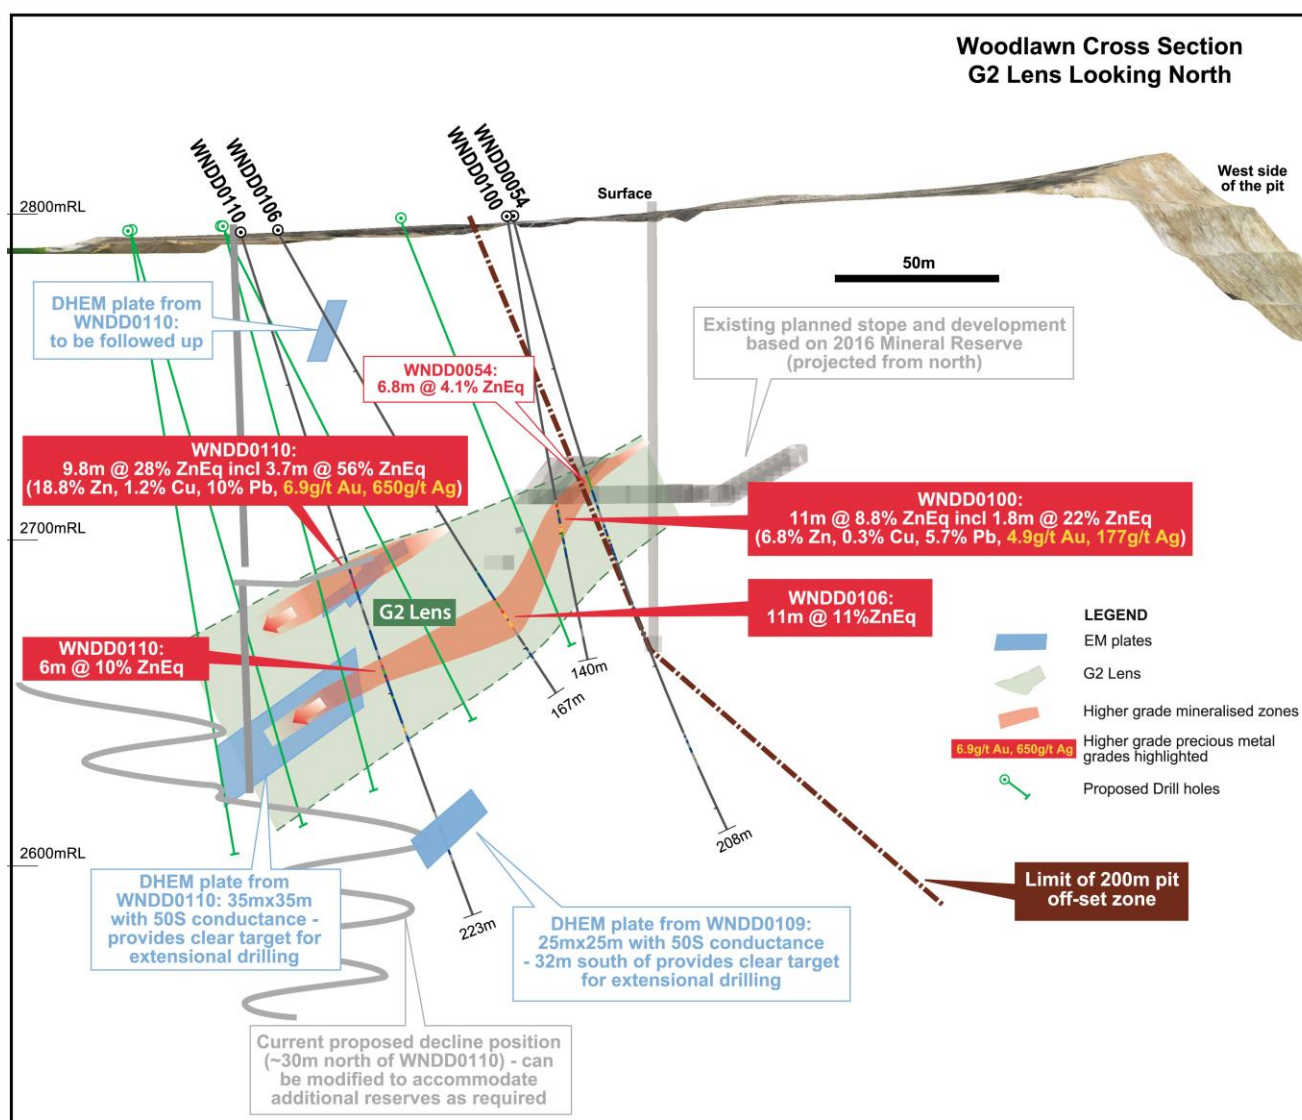 Woodlawn Cross Section
G2 Lens Looking North
WNDD0110
WNDD0106
WNDD0100
WNDD0054
Surface
West side
of the pit
2800mRL
50m
DHEM plate from
WNDD0110:
to be followed up
Existing planned stope and development
based on 2016 Mineral Reserve
(projected from north)
WNDD0054:
6.8m @ 4.1% ZnEq
WNDD0110:
9.8m @ 28% ZnEq incl 3.7m @ 56% ZnEq
(18.8% Zn, 1.2% Cu, 10% Pb, 6.9g/t Au, 650g/t Ag)
WNDD0100:
11m @ 8.8% ZnEq incl 1.8m @ 22% ZnEq
(6.8% Zn, 0.3% Cu, 5.7% Pb, 4.9g/t Au, 177g/t Ag)
2700mRL
G2 Lens
WNDD0106:
11m @ 11%ZnEq
WNDD0110:
6m @ 10% ZnEq
140m
167m
208m
223m
LEGEND
EM plates
G2 Lens
Higher grade mineralised zones
6.9g/t Au, 650g/t Ag
Higher grade precious metal
grades highlighted
Proposed Drill holes
2600mRL
DHEM plate from
WNDD0110: 35mx35m
with 50S conductance -
provides clear target for
extensional drilling
DHEM plate from WNDD0109:
25mx25m with 50S conductance
- 32m south of provides clear target
for extensional drilling
Limit of 200m pit
off-set zone
Current proposed decline position
(~30m north of WNDD0110) - can
be modified to accommodate
additional reserves as required